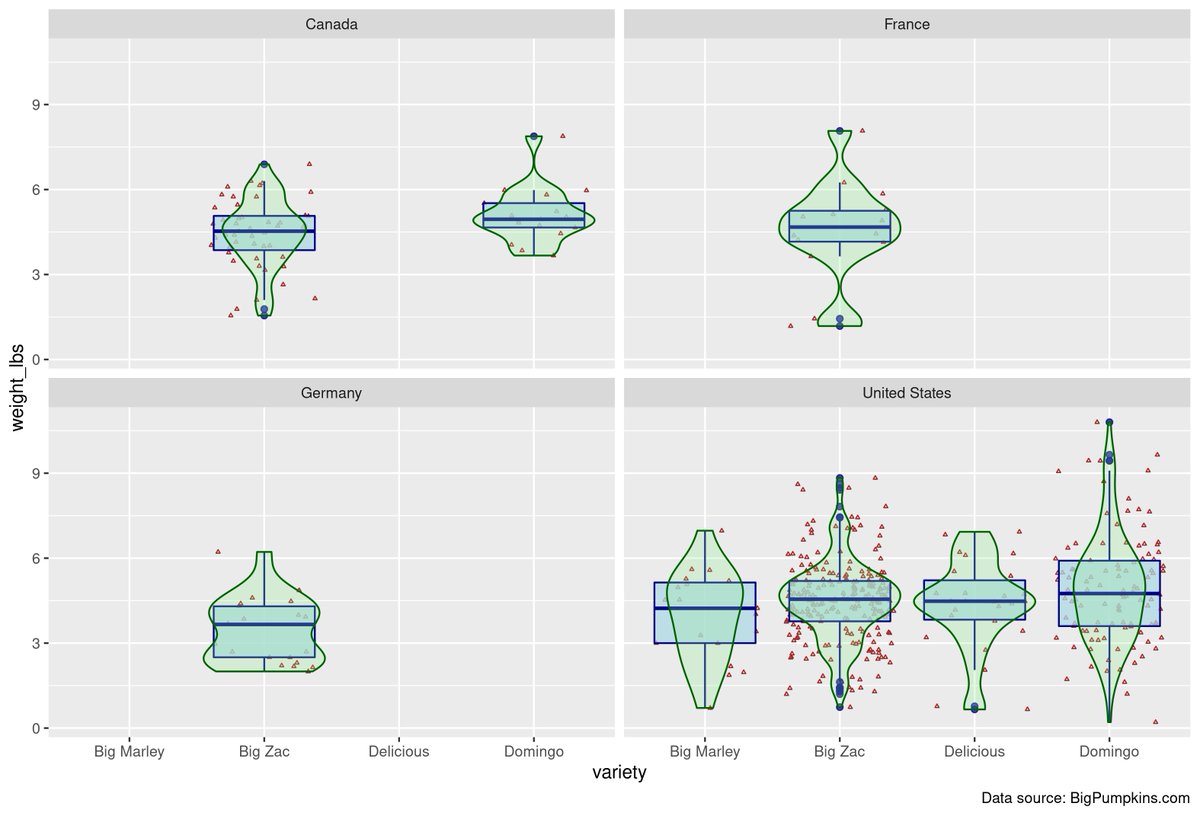 Canada
France
9
6
3
0
weight_lbs
Germany
United States
9
6
3
0
Big Marley Big Zac Delicious Domingo Big Marley Big Zac Delicious Domingo
variety
Data source: BigPumpkins.com